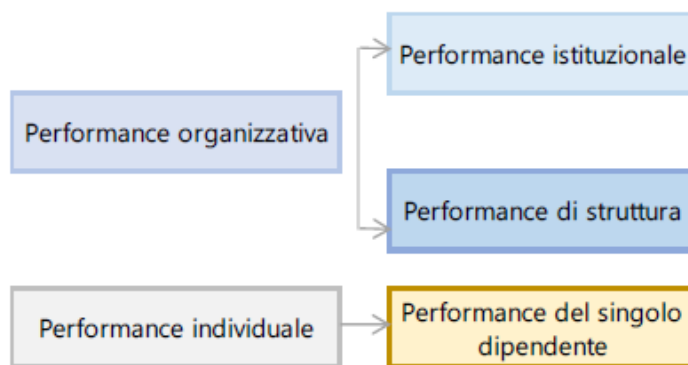 Performance istituzionale
Performance organizzativa
Performance di struttura
Performance individuale
Performance del singolo
dipendente